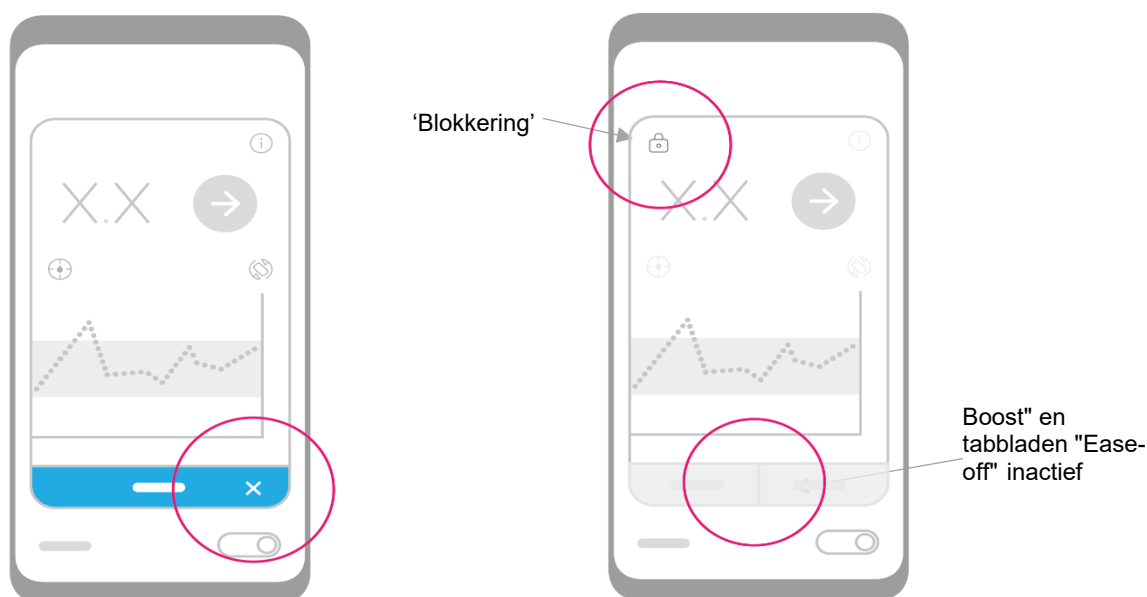 ‘Blokkering’
X.X
X.X
Boost" en
tabbladen "Ease-
off" inactief